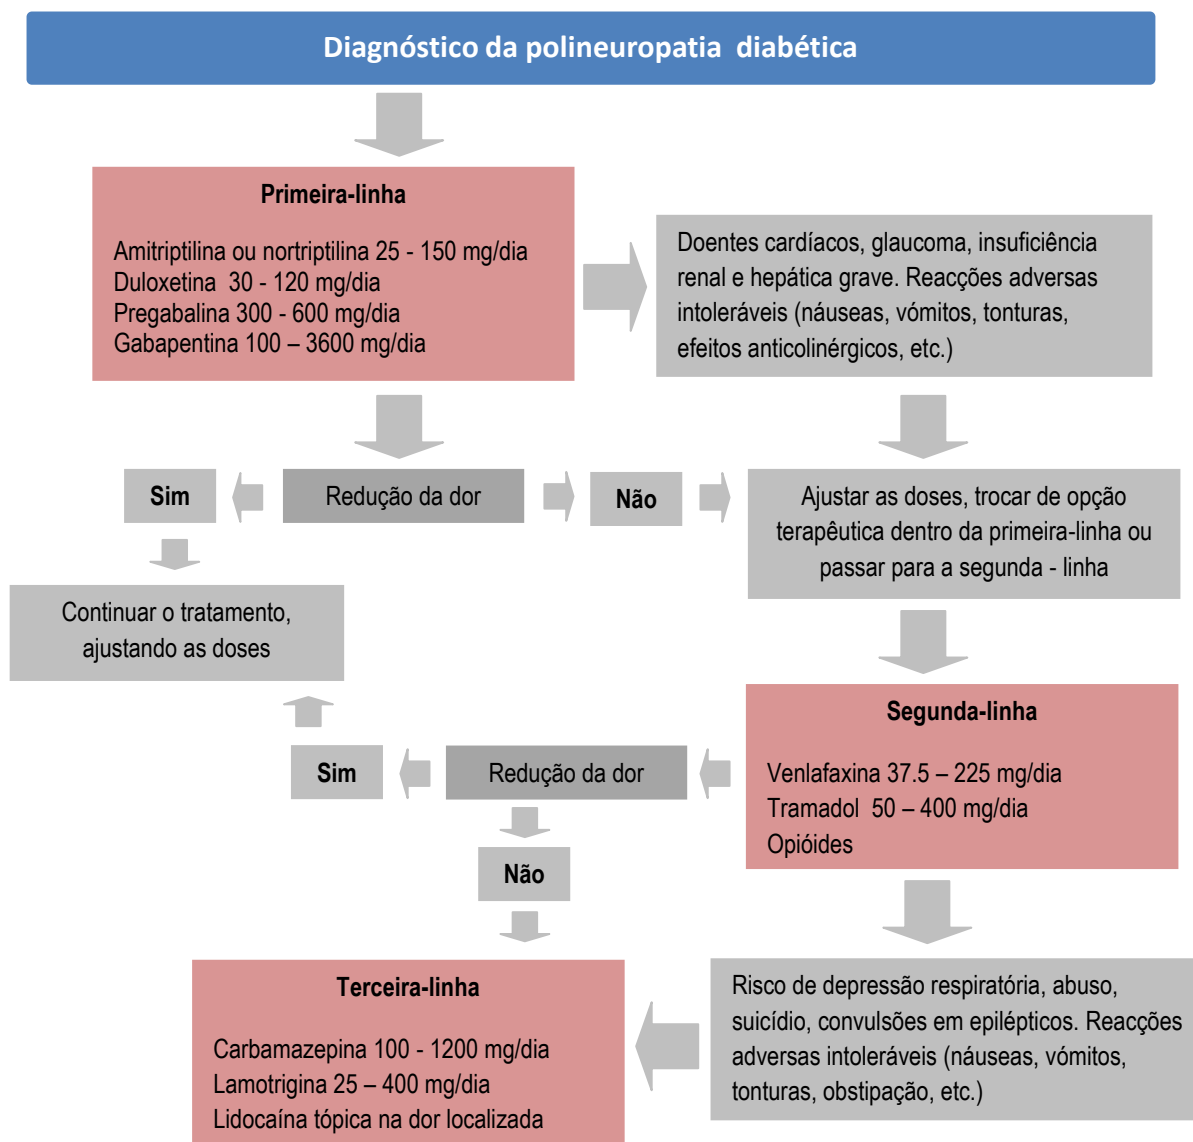 Diagnóstico da polineuropatia diabética
Primeira-linha
Amitriptilina ou nortriptilina 25 - 150 mg/dia
Duloxetina 30 - 120 mg/dia
Pregabalina 300 - 600 mg/dia
Gabapentina 100 – 3600 mg/dia
Doentes cardíacos, glaucoma, insuficiência
renal e hepática grave. Reacções adversas
intoleráveis (náuseas, vómitos, tonturas,
efeitos anticolinérgicos, etc.)
Sim
Redução da dor
Não
Ajustar as doses, trocar de opção
terapêutica dentro da primeira-linha ou
passar para a segunda - linha
Continuar o tratamento,
ajustando as doses
Segunda-linha
Venlafaxina 37.5 – 225 mg/dia
Tramadol 50 – 400 mg/dia
Opióides
Sim
Redução da dor
Não
Terceira-linha
Carbamazepina 100 - 1200 mg/dia
Lamotrigina 25 – 400 mg/dia
Lidocaína tópica na dor localizada
Risco de depressão respiratória, abuso,
suicídio, convulsões em epilépticos. Reacções
adversas intoleráveis (náuseas, vómitos,
tonturas, obstipação, etc.)